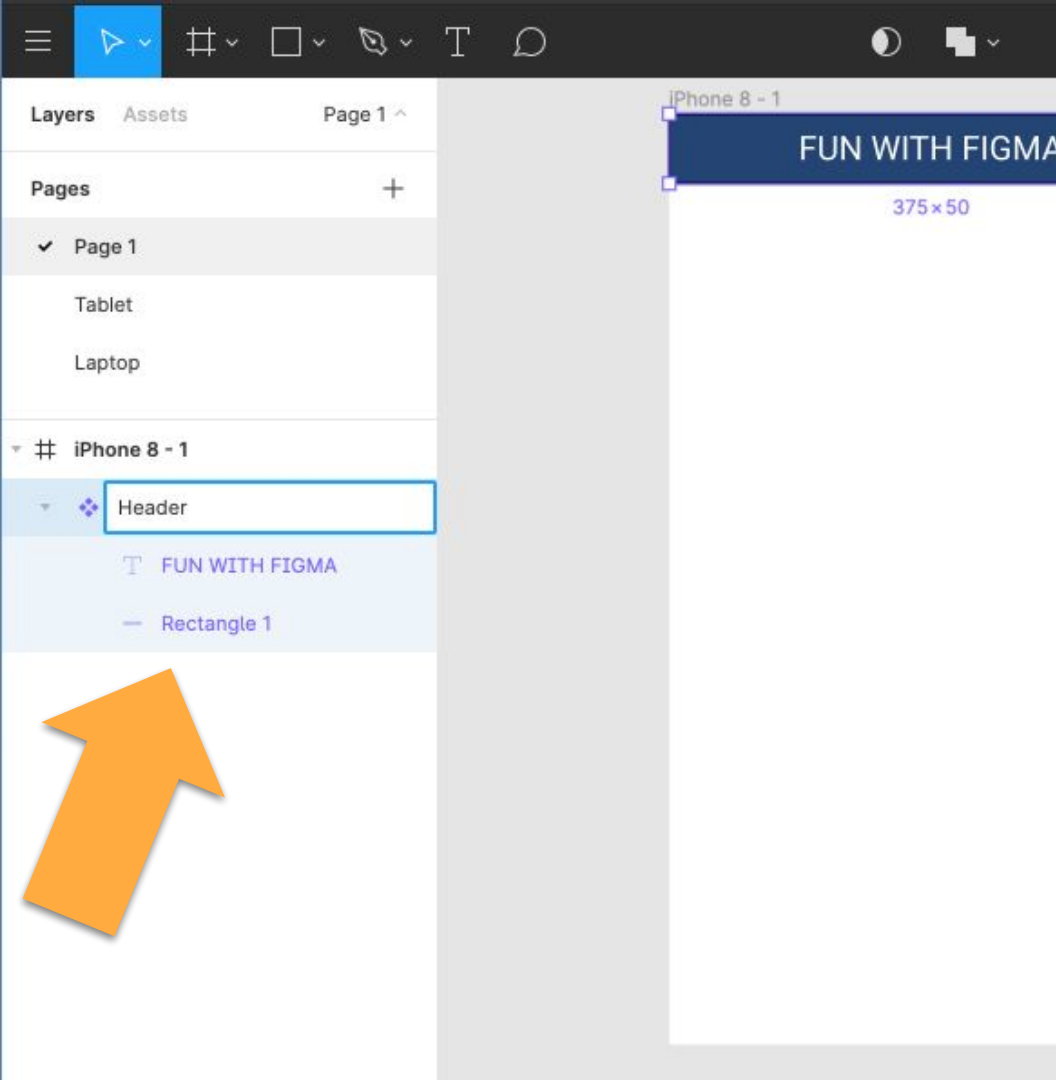 Layers Assets Page 1
Pages
Page 1
Tablet
Laptop
iPhone 8 - 1
Header
FUN WITH FIGMA
Rectangle 1
iPhone 8 - 1
FUN WITH FIGMA
375 × 50